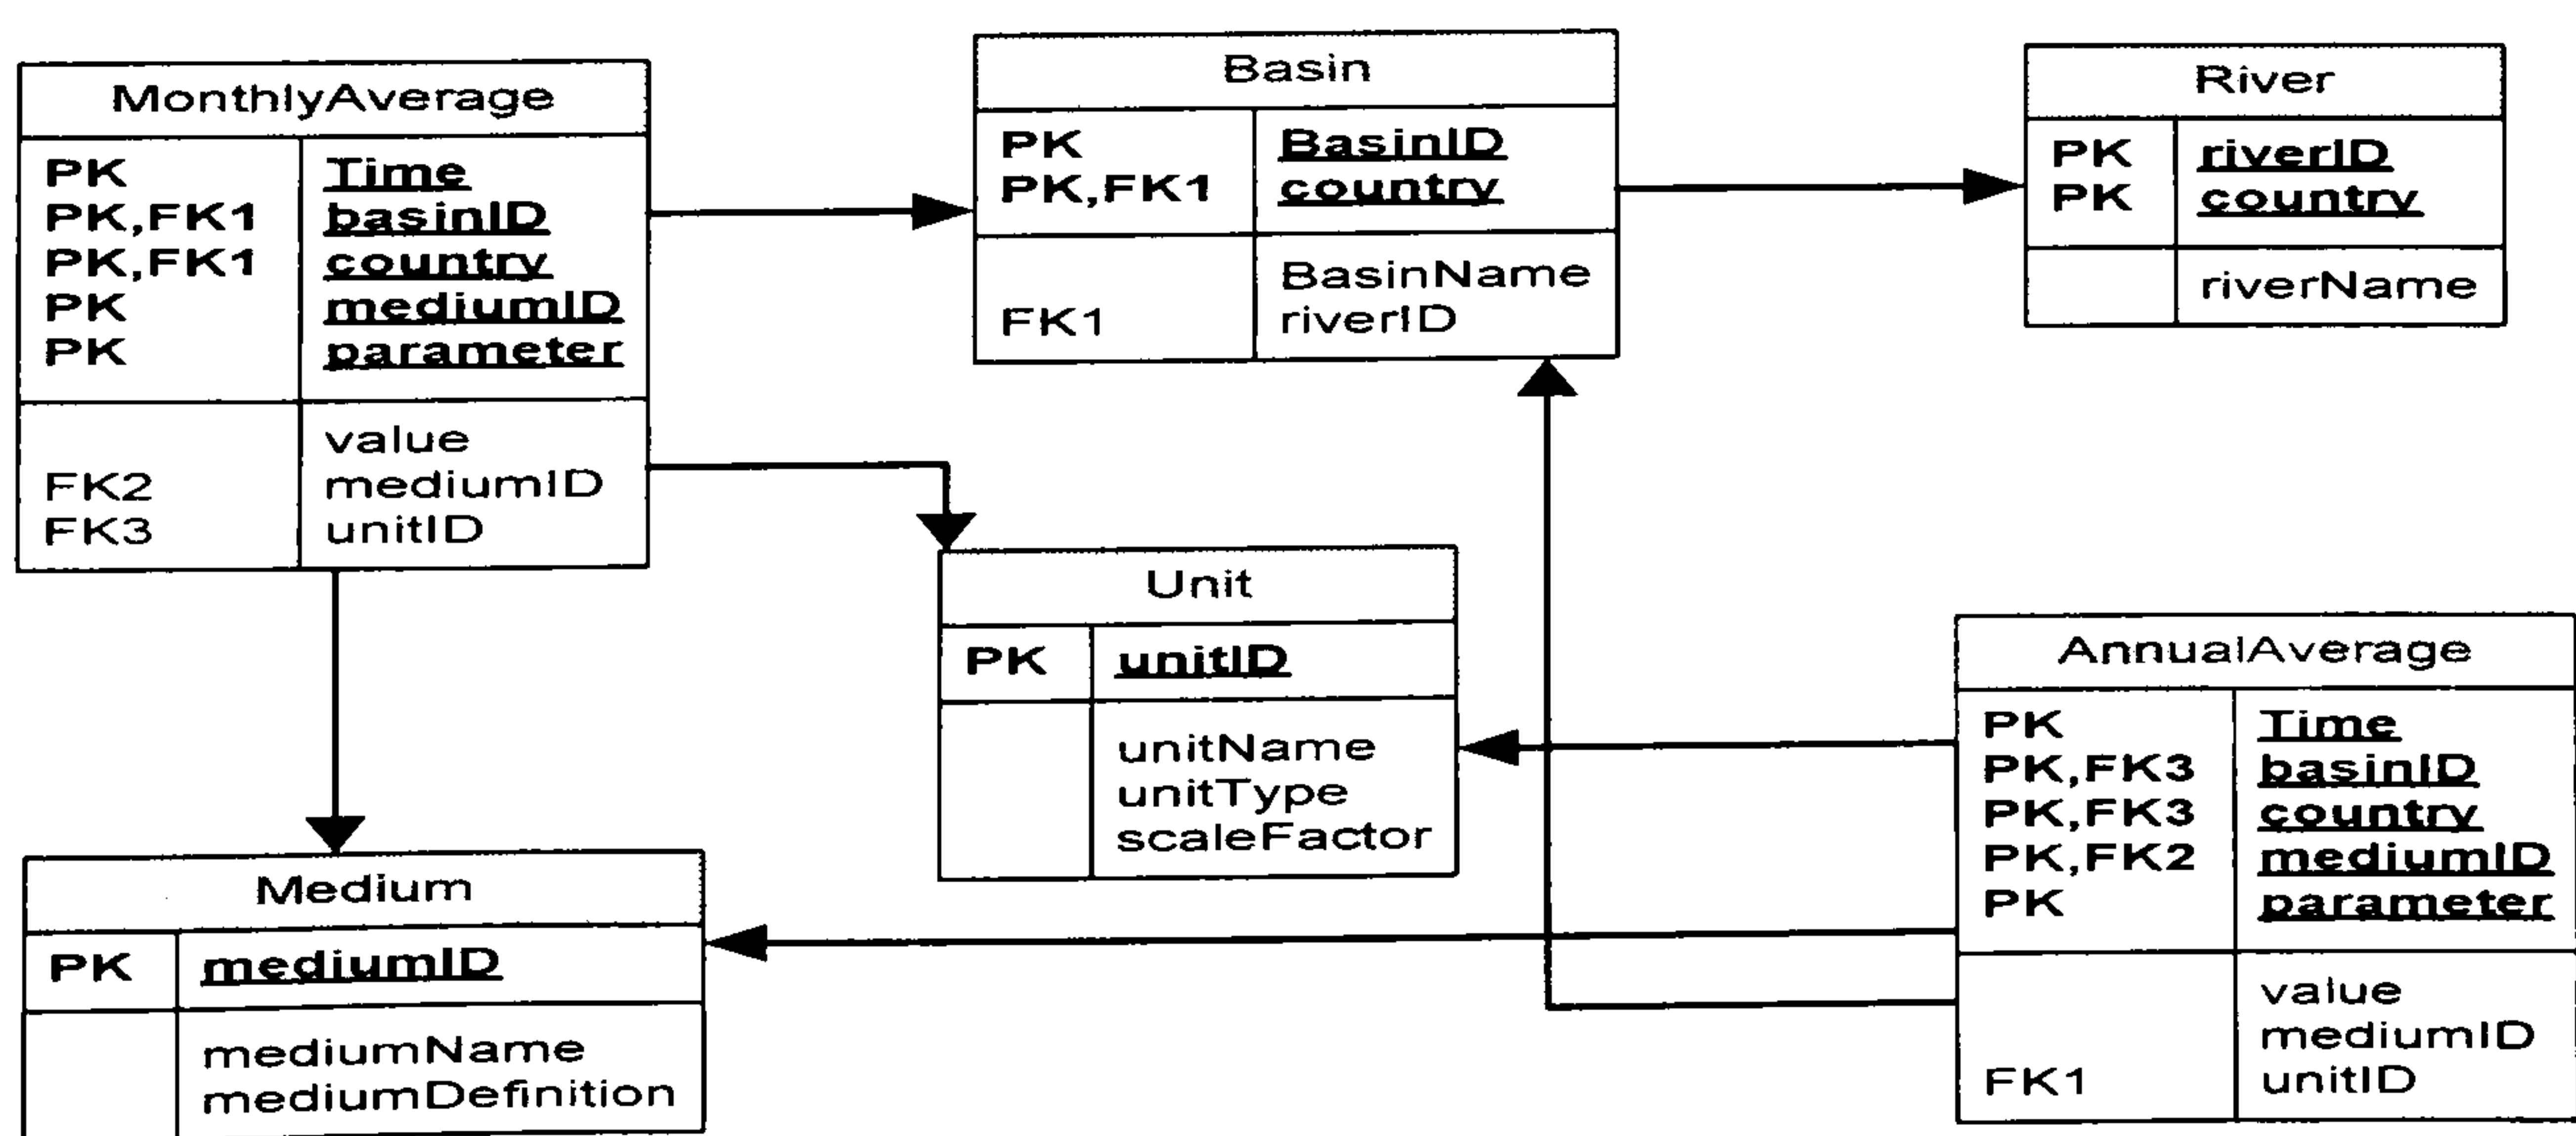 MonthlyAverage
PK Time
PK,FK1 basinID
PK,FK1 country
PK mediumID
PK parameter
value
FK2 mediumID
FK3 unitID
Basin
PK BasinID
PK,FK1 country
BasinName
FK1 riverID
River
PK riverID
PK country
riverName
Unit
PK unitID
unitName
unitType
scaleFactor
AnnualAverage
PK Time
PK,FK3 basinID
PK,FK3 country
PK,FK2 mediumID
PK parameter
value
mediumID
FK1 unitID
Medium
PK mediumID
mediumName
mediumDefinition